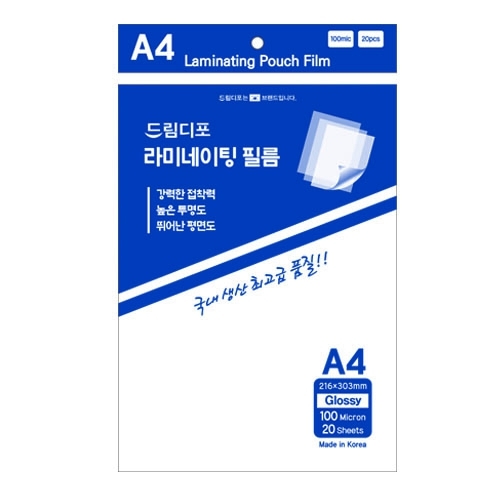 A4 Laminating Pouch Film
100mic 20pcs
드림디포는 브랜드입니다.
드림디포
라미네이팅 필름
강력한 접착력
높은 투명도
뛰어난 평면도
국내 생산 최고급 품질!!
A4
216×303mm
Glossy
100 Micron
20 Sheets
Made in Korea